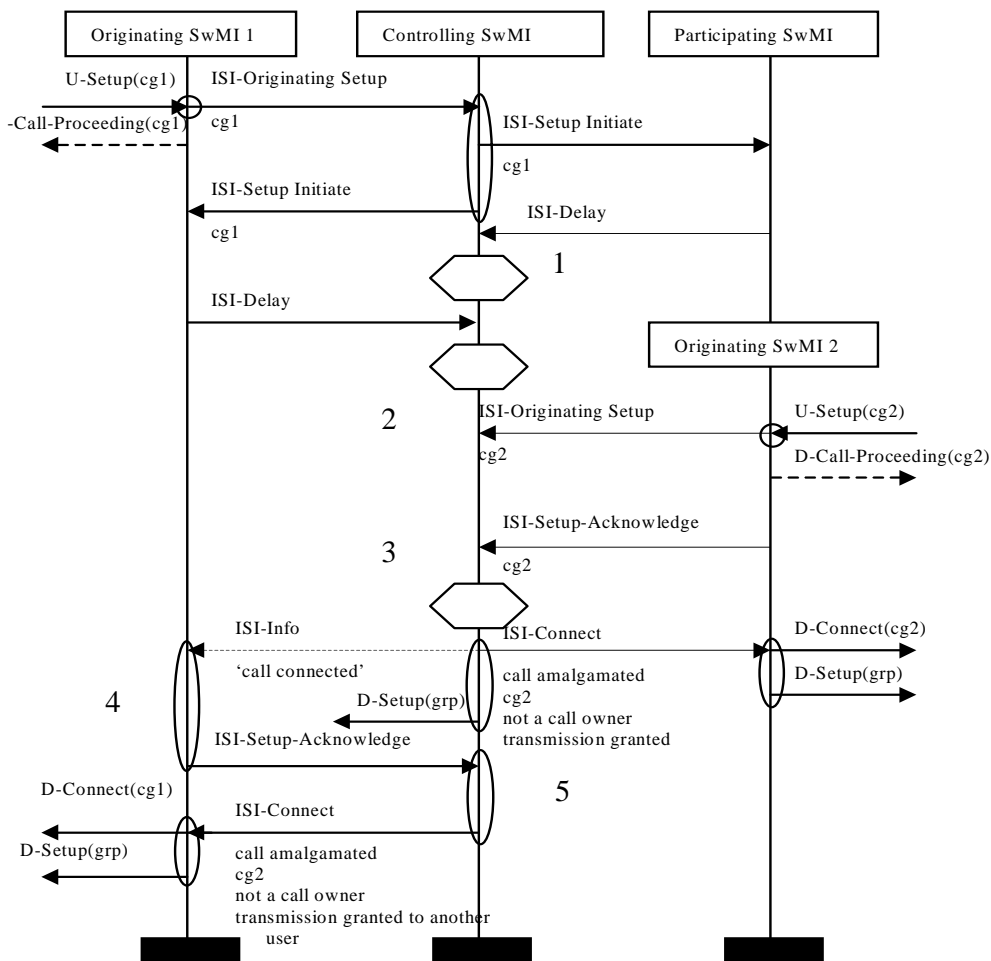 Originating SwMI 1
Controlling SwMI
Participating SwMI
U-Setup(cg1)
ISI-Originating Setup
cg1
-Call-Proceeding(cg1)
ISI-Setup Initiate
cg1
ISI-Setup Initiate
cg1
ISI-Delay
1
ISI-Delay
Originating SwMI 2
2
ISI-Originating Setup
cg2
U-Setup(cg2)
D-Call-Proceeding(cg2)
ISI-Setup-Acknowledge
cg2
3
ISI-Info
'call connected'
ISI-Connect
call amalgamated
cg2
not a call owner
transmission granted
D-Connect(cg2)
D-Setup(grp)
4
D-Setup(grp)
ISI-Setup-Acknowledge
5
D-Connect(cg1)
ISI-Connect
D-Setup(grp)
call amalgamated
cg2
not a call owner
transmission granted to another
user